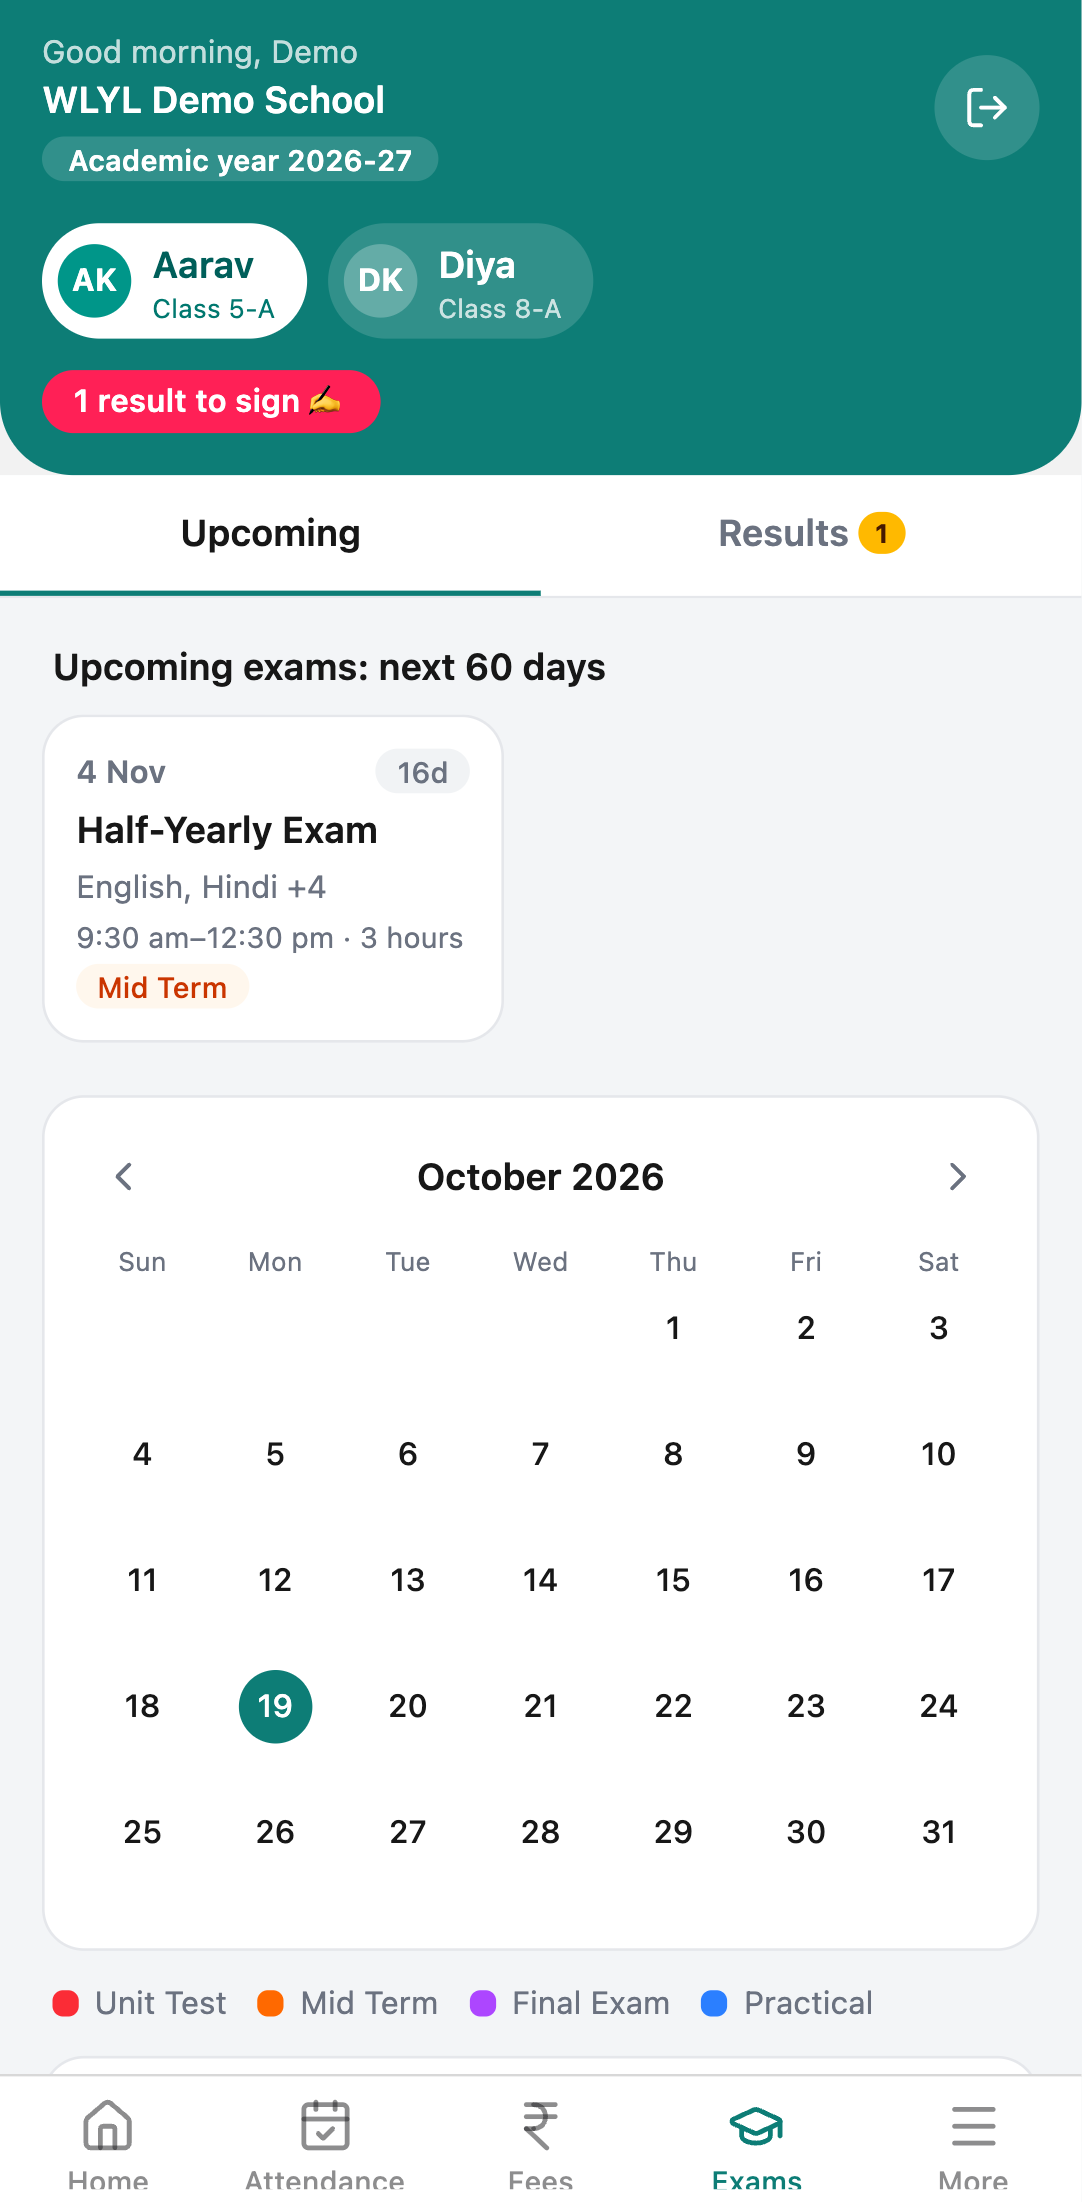 Good morning, Demo
WLYL Demo School
Academic year 2026-27
AK Aarav
Class 5-A
DK Diya
Class 8-A
1 result to sign ✍️
Upcoming
Results 1
Upcoming exams: next 60 days
4 Nov 16d
Half-Yearly Exam
English, Hindi +4
9:30 am–12:30 pm · 3 hours
Mid Term
October 2026
Sun Mon Tue Wed Thu Fri Sat
1 2 3
4 5 6 7 8 9 10
11 12 13 14 15 16 17
18 19 20 21 22 23 24
25 26 27 28 29 30 31
Unit Test Mid Term Final Exam Practical
Home Attendance Fees Exams More